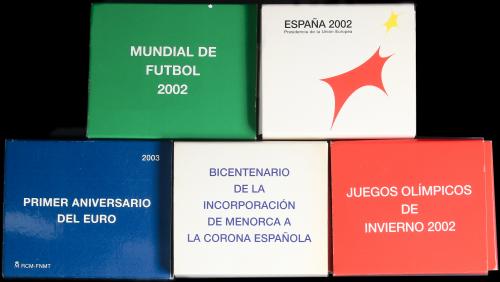 MUNDIAL DE
FUTBOL
2002
ESPAÑA 2002
Presidencia de la Unión Europea
2003
PRIMER ANIVERSARIO
DEL EURO
RCM-FNMT
BICENTENARIO
DE LA
INCORPORACIÓN
DE MENORCA A
LA CORONA ESPAÑOLA
JUEGOS OLÍMPICOS
DE
INVIERNO 2002